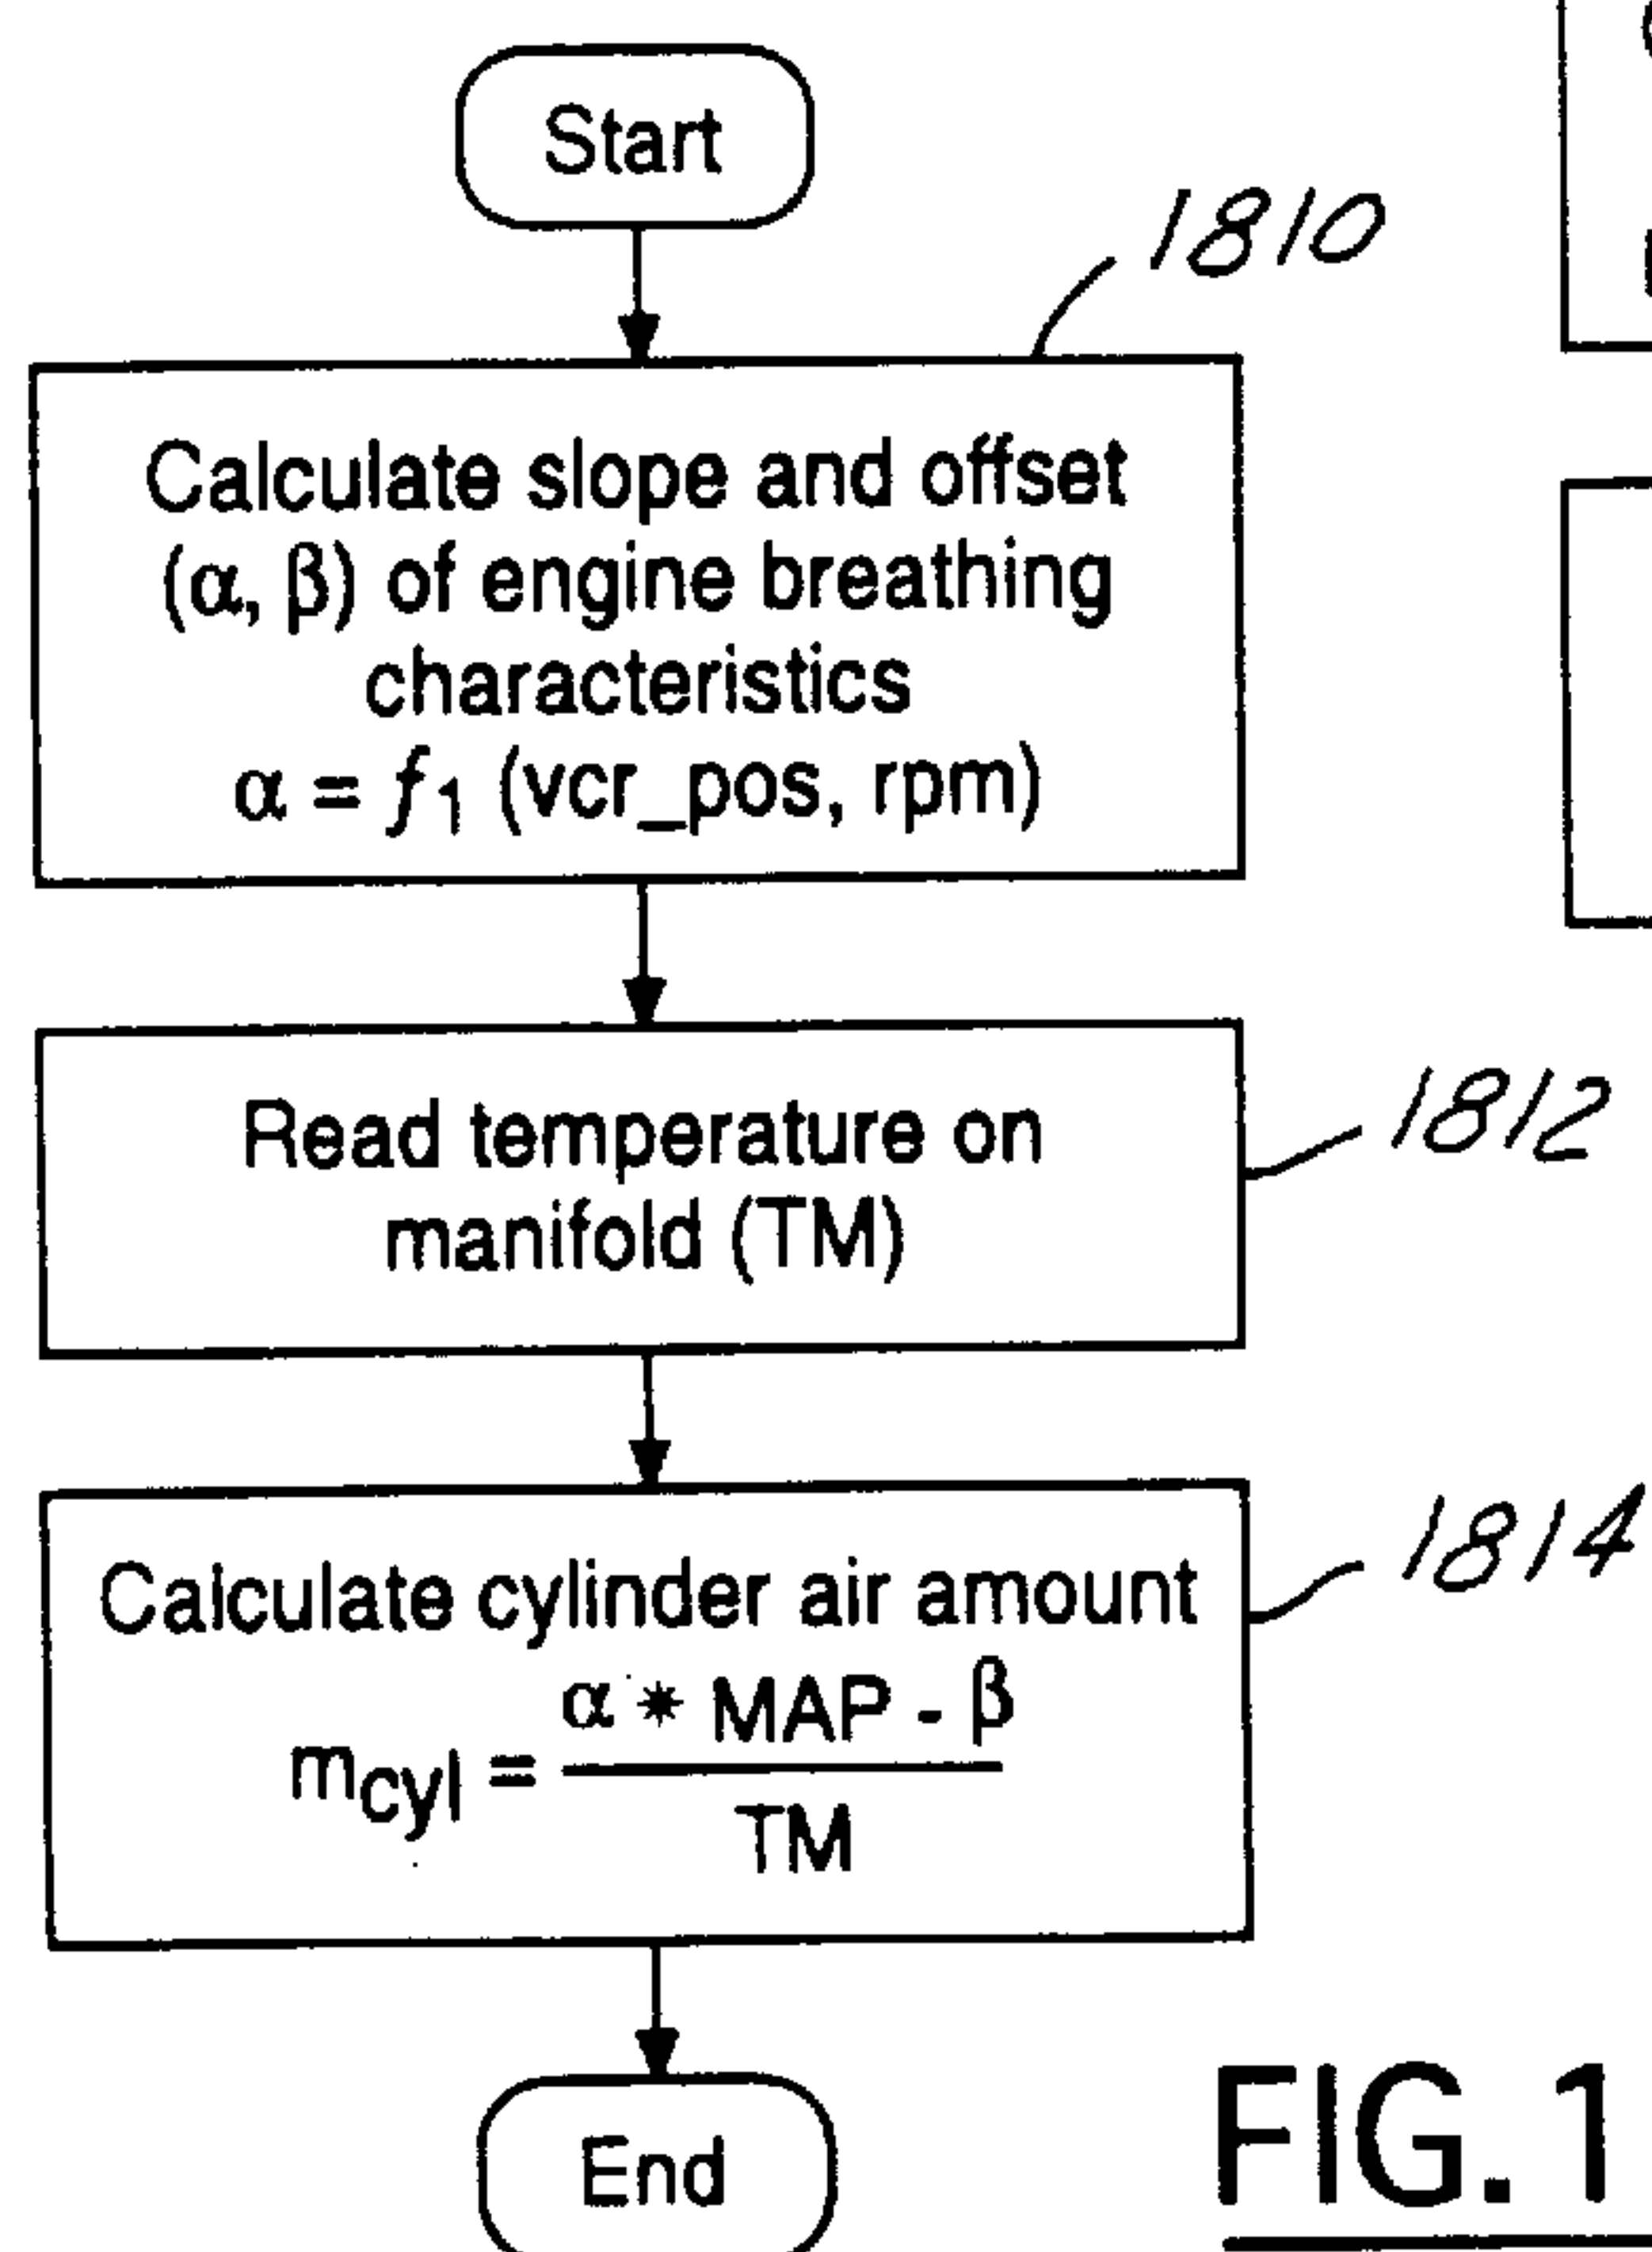 Start
1810
Calculate slope and offset
(α, β) of engine breathing
characteristics
α = f1 (vcr_pos, rpm)
Read temperature on
manifold (TM)
1812
Calculate cylinder air amount
1814
α * MAP - β
mcyl =
TM
End
FIG. 1